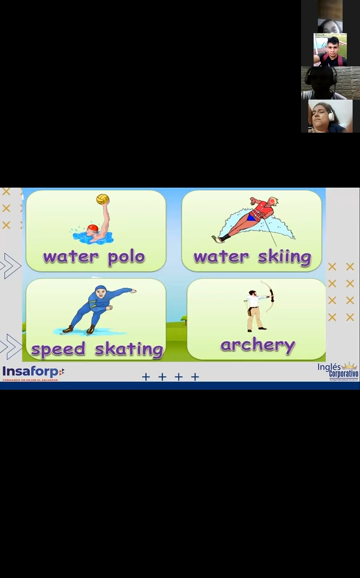 water polo
water skiing
speed skating
archery
Insaforp
Inglés
Corporativo